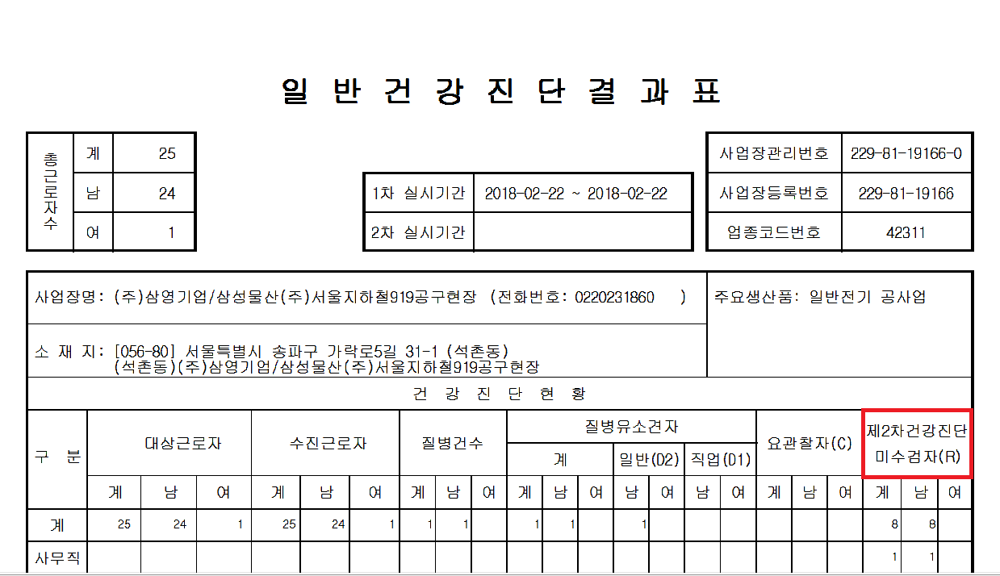 일 반 건 강 진 단 결 과 표
총근로자수
계 25
남 24
여 1
1차 실시기간 2018-02-22 ~ 2018-02-22
2차 실시기간
사업장관리번호 229-81-19166-0
사업장등록번호 229-81-19166
업종코드번호 42311
사업장명: (주)삼영기업/삼성물산(주)서울지하철919공구현장 (전화번호: 0220231860 )
주요생산품: 일반전기 공사업
소 재 지: [056-80] 서울특별시 송파구 가락로5길 31-1 (석촌동)
(석촌동)(주)삼영기업/삼성물산(주)서울지하철919공구현장
건 강 진 단 현 황
구 분 대상근로자 수진근로자 질병건수 질병유소견자 요관찰자(C) 제2차건강진단
미수검자(R)
계 일반(D2) 직업(D1)
계 남 여 계 남 여 계 남 여 계 남 여 남 여 남 여 계 남 여 계 남 여
계 25 24 1 25 24 1 1 1 1 1 1 8 8
사무직 1 1